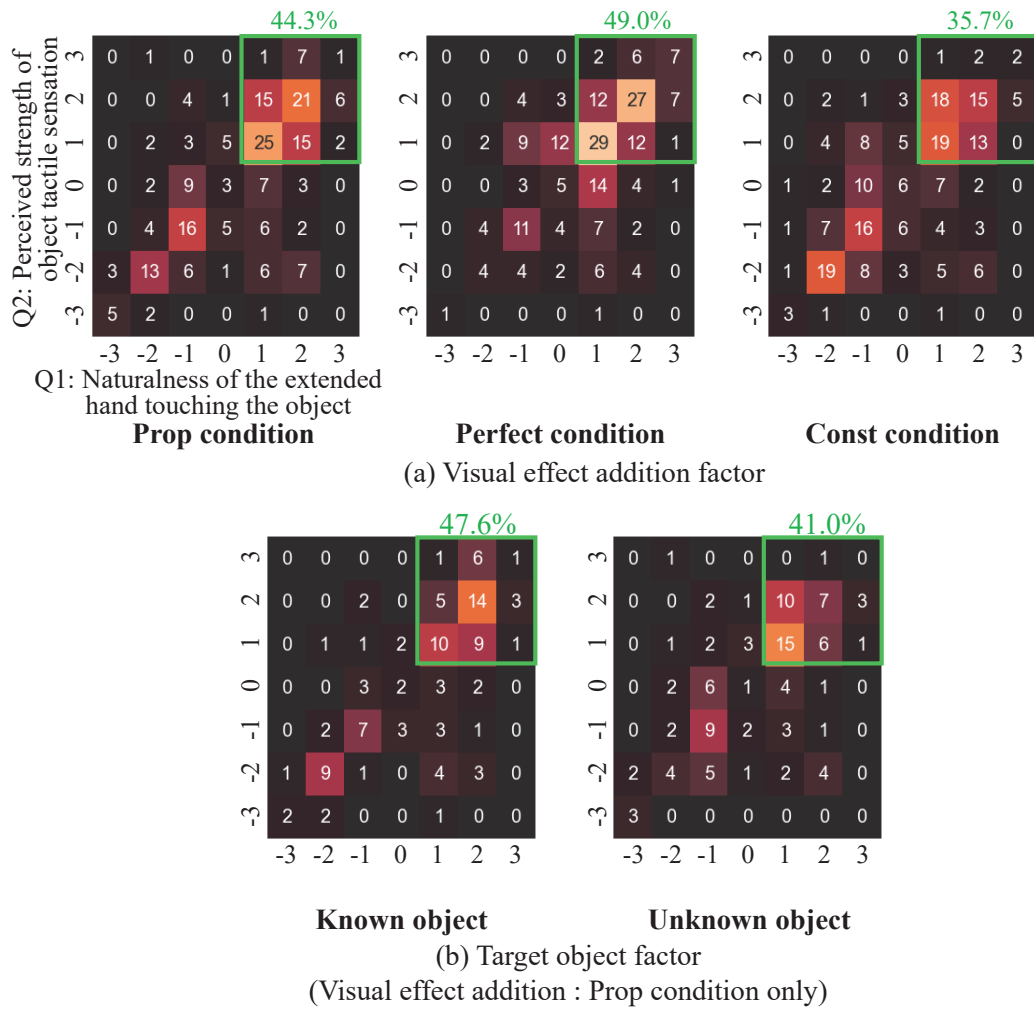 44.3% 49.0% 35.7%
Q2: Perceived strength of
object tactile sensation
3 0 1 0 0 1 7 1 0 0 0 0 2 6 7 0 0 0 0 1 2 2
2 0 0 4 1 15 21 6 0 0 4 3 12 27 7 0 2 1 3 18 15 5
1 0 2 3 5 25 15 2 0 2 9 12 29 12 1 0 4 8 5 19 13 0
0 0 2 9 3 7 3 0 0 0 3 5 14 4 1 1 2 10 6 7 2 0
-1 0 4 16 5 6 2 0 0 4 11 4 7 2 0 1 7 16 6 4 3 0
-2 3 13 6 1 6 7 0 0 4 4 2 6 4 0 1 19 8 3 5 6 0
-3 5 2 0 0 1 0 0 1 0 0 0 1 0 0 3 1 0 0 0 0 0
-3 -2 -1 0 1 2 3 -3 -2 -1 0 1 2 3 -3 -2 -1 0 1 2 3
Q1: Naturalness of the extended
hand touching the object
Prop condition Perfect condition Const condition
(a) Visual effect addition factor
47.6% 41.0%
3 0 0 0 0 1 6 1 3 0 1 0 0 0 1 0
2 0 0 2 0 5 14 3 2 0 0 2 1 10 7 3
1 0 1 1 2 10 9 1 1 0 1 2 3 15 6 1
0 0 0 3 2 3 2 0 0 0 2 6 1 4 1 0
-1 0 2 7 3 3 1 0 -1 0 2 9 2 3 1 0
-2 1 9 1 0 4 3 0 -2 2 4 5 1 2 4 0
-3 2 2 0 0 1 0 0 -3 3 0 0 0 0 0 0
-3 -2 -1 0 1 2 3 -3 -2 -1 0 1 2 3
Known object Unknown object
(b) Target object factor
(Visual effect addition : Prop condition only)